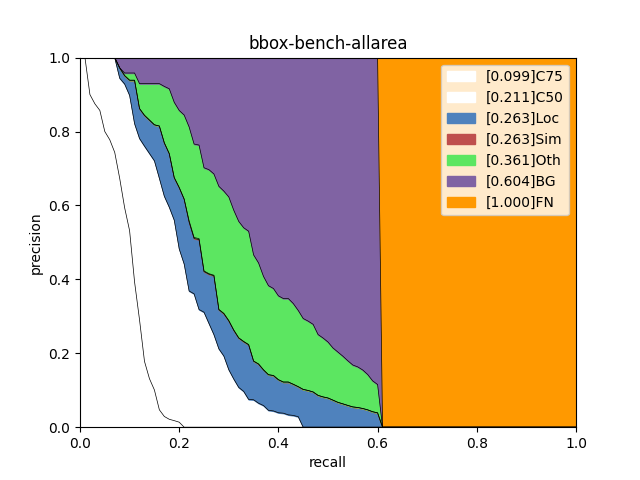 bbox-bench-allarea
1.0
0.8
0.6
0.4
0.2
0.0
precision
[0.099]C75
[0.211]C50
[0.263]Loc
[0.263]Sim
[0.361]Oth
[0.604]BG
[1.000]FN
0.0 0.2 0.4 0.6 0.8 1.0
recall